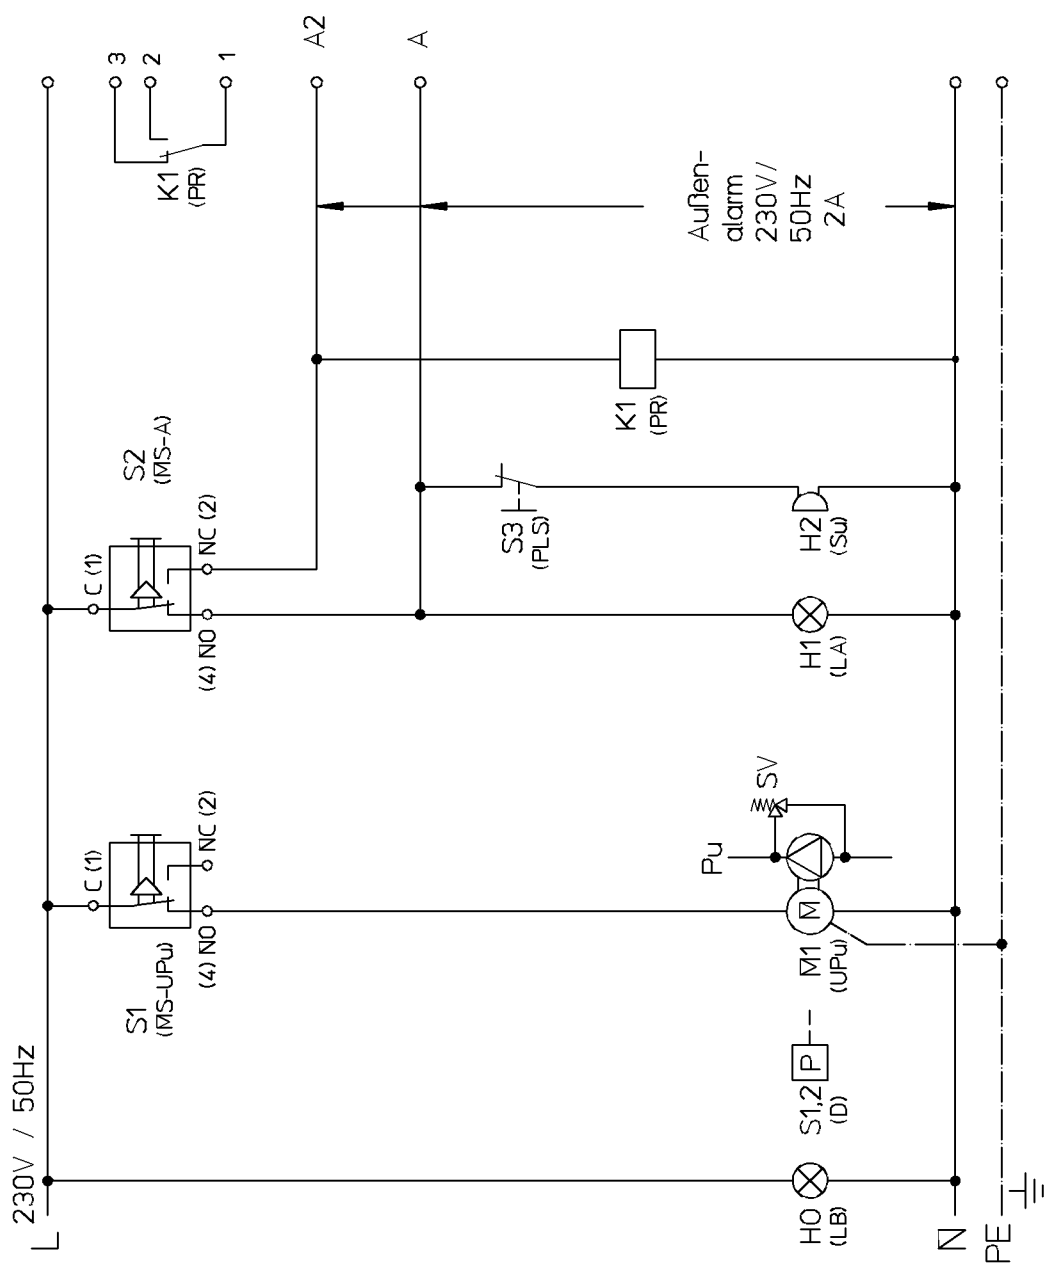 230V / 50Hz
L
N
PE
H0
(LB)
S1,2
(D)
P
S1
(MS-UPu)
C (1)
(4) NO
NC (2)
M1
(UPu)
M
Pu
SV
S2
(MS-A)
C (1)
(4) NO
NC (2)
H1
(LA)
S3
(PLS)
H2
(Su)
K1
(PR)
K1
(PR)
3
2
1
A2
A
Außen-
alarm
230V/
50Hz
2A